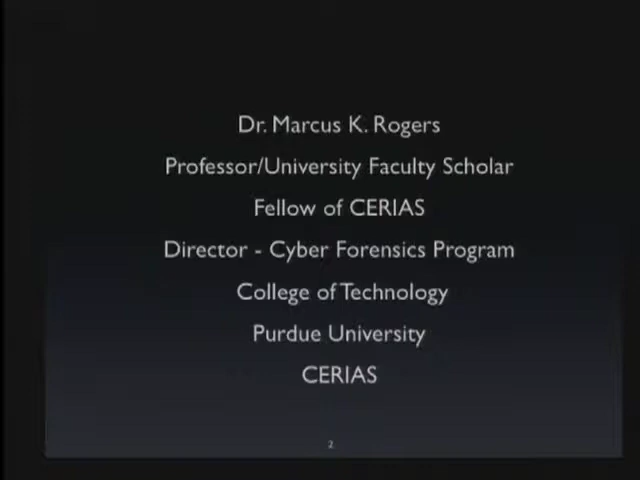 Dr. Marcus K. Rogers
Professor/University Faculty Scholar
Fellow of CERIAS
Director - Cyber Forensics Program
College of Technology
Purdue University
CERIAS
2